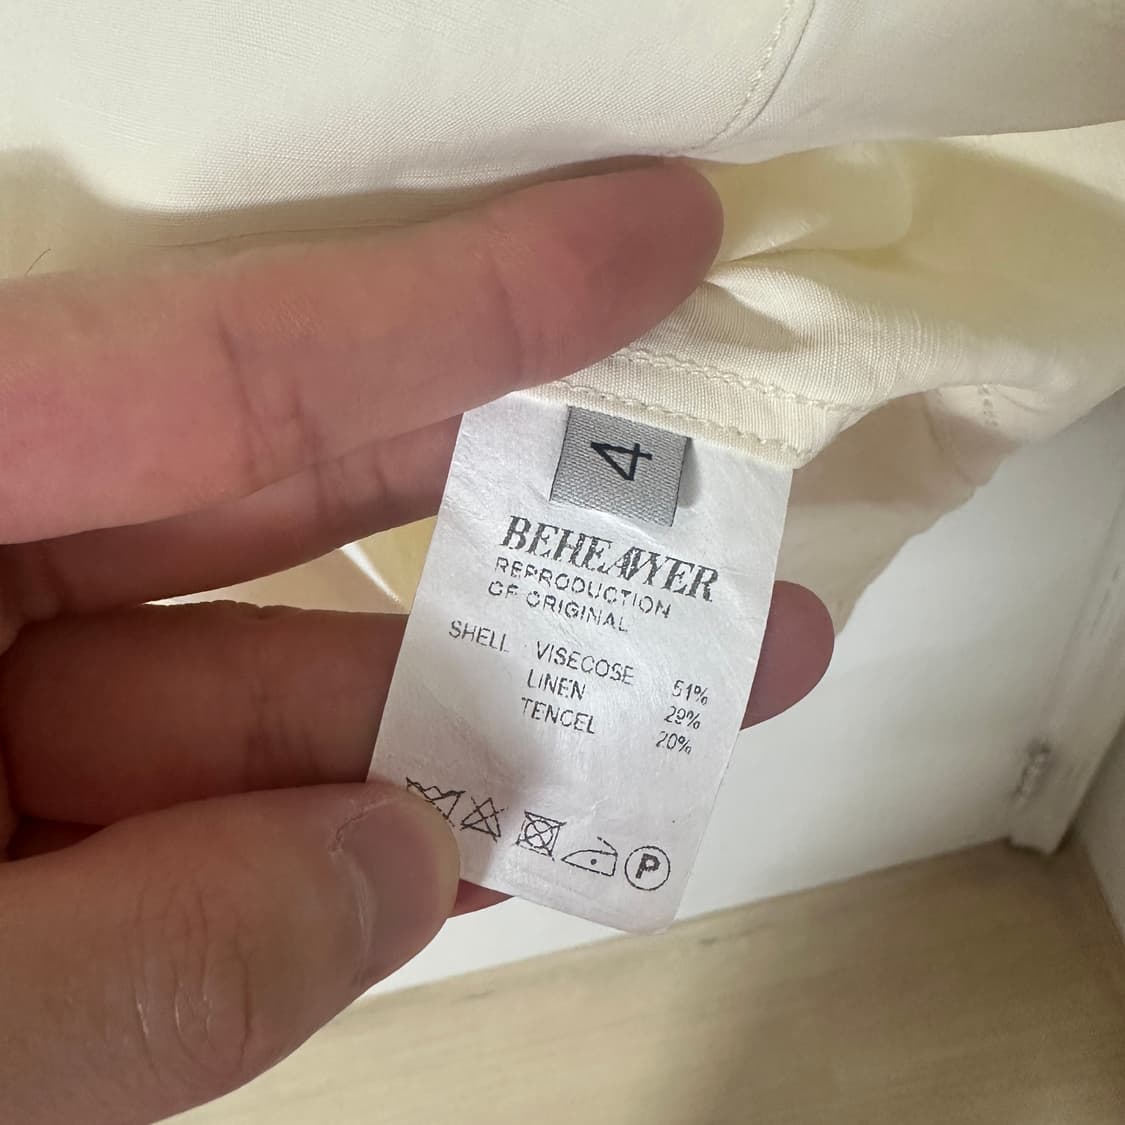 4
BEHEAVYER
REPRODUCTION
OF ORIGINAL
SHELL VISECOSE 51%
LINEN 29%
TENCEL 20%
P